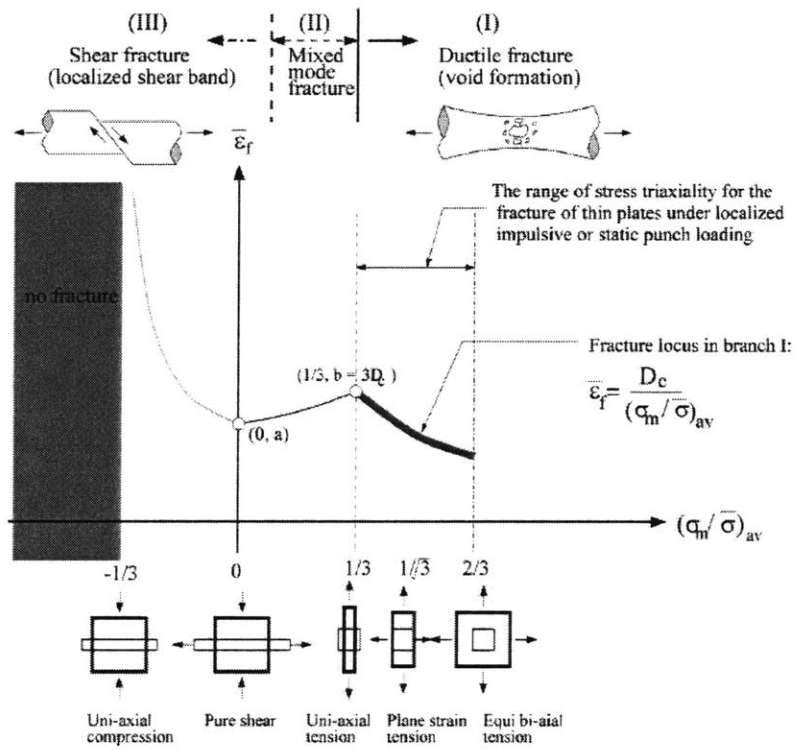 (III)
(II)
(I)
Shear fracture
(localized shear band)
Mixed
mode
fracture
Ductile fracture
(void formation)
ε̅f
The range of stress triaxiality for the
fracture of thin plates under localized
impulsive or static punch loading
no fracture
Fracture locus in branch I:
ε̅f = Dc / (σm/σ̅)av
(1/3, b = 3Dc )
(0, a)
(σm/σ̅)av
-1/3
0
1/3
1/√3
2/3
Uni-axial
compression
Pure shear
Uni-axial
tension
Plane strain
tension
Equi bi-aial
tension